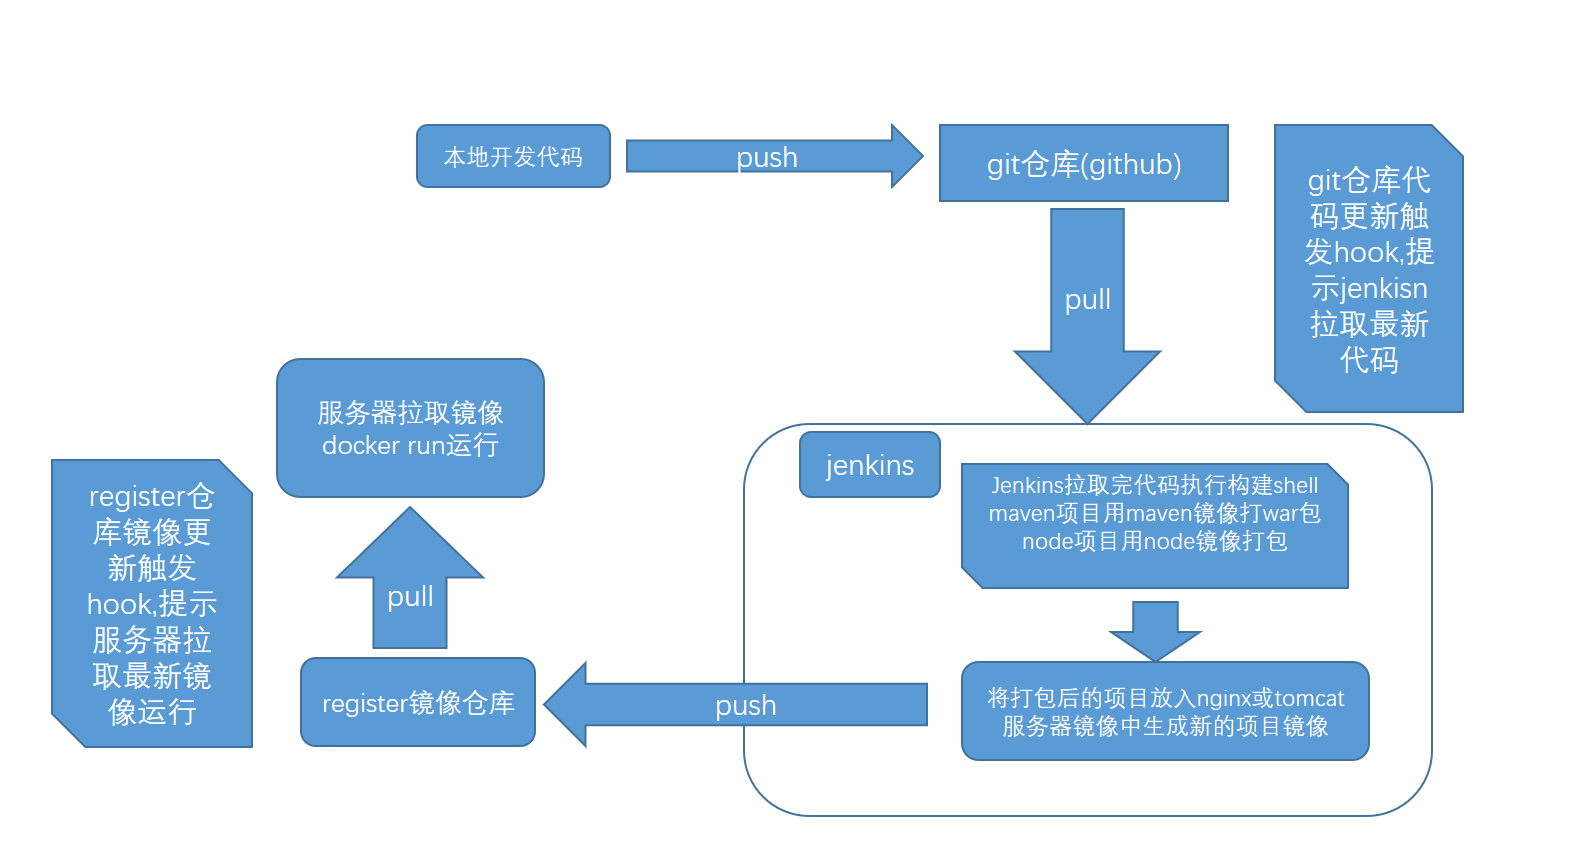 本地开发代码
push
git仓库(github)
git仓库代
码更新触
发hook,提
示jenkisn
拉取最新
代码
pull
服务器拉取镜像
docker run运行
jenkins
Jenkins拉取完代码执行构建shell
maven项目用maven镜像打war包
node项目用node镜像打包
register仓
库镜像更
新触发
hook,提示
服务器拉
取最新镜
像运行
pull
register镜像仓库
push
将打包后的项目放入nginx或tomcat
服务器镜像中生成新的项目镜像